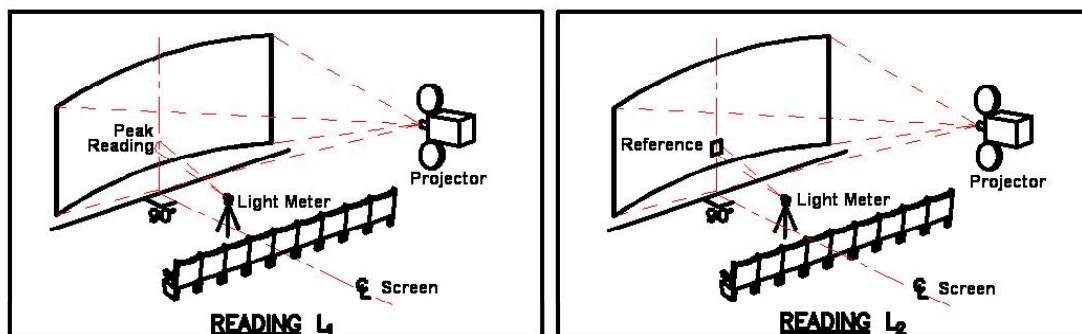 Peak
Reading
Projector
Light Meter
90°
℄ Screen
READING L1
Reference
Projector
Light Meter
90°
℄ Screen
READING L2